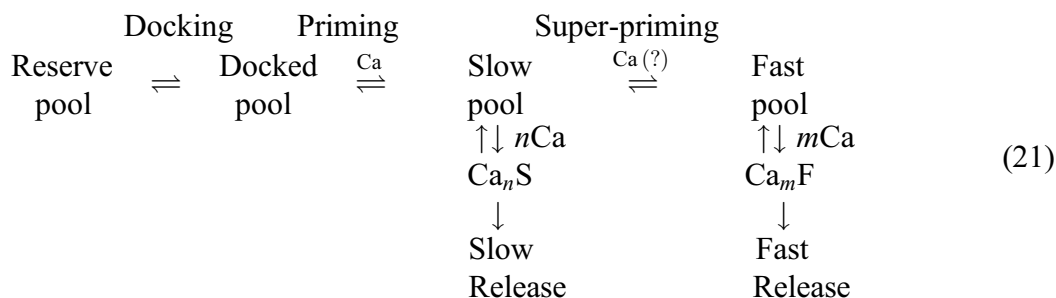 Docking Priming Super-priming
Reserve pool ⇌ Docked pool Ca ⇌ Slow pool Ca (?) ⇌ Fast pool
↑↓ nCa ↑↓ mCa
CaₙS CaₘF (21)
↓ ↓
Slow Release Fast Release